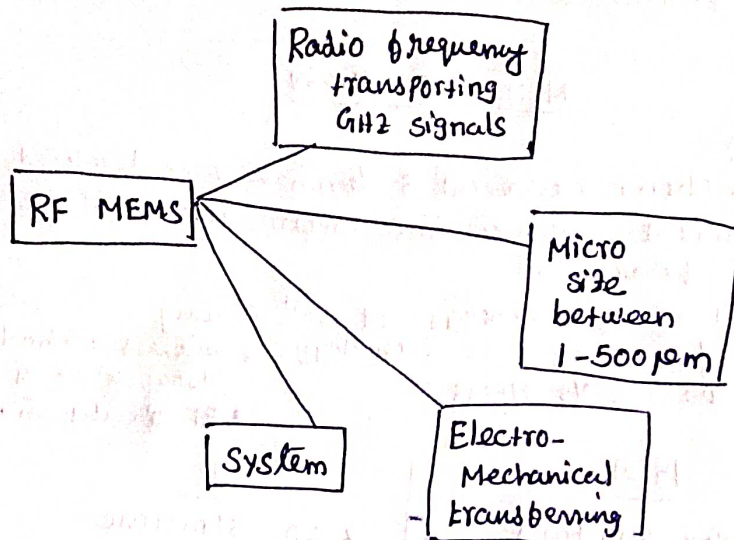 Radio frequency
transporting
GHZ signals
RF MEMS
Micro
size
between
1-500 μm
System
Electro-
Mechanical
transferring